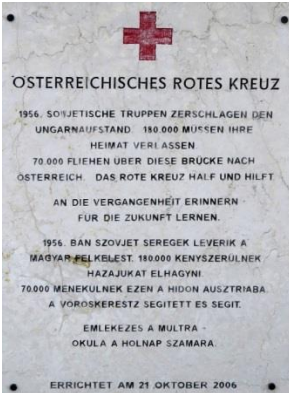 ÖSTERREICHISCHES ROTES KREUZ
1956. SOWJETISCHE TRUPPEN ZERSCHLAGEN DEN
UNGARNAUFSTAND. 180.000 MÜSSEN IHRE
HEIMAT VERLASSEN.
70.000 FLIEHEN ÜBER DIESE BRÜCKE NACH
ÖSTERREICH. DAS ROTE KREUZ HALF UND HILFT.
AN DIE VERGANGENHEIT ERINNERN -
FÜR DIE ZUKUNFT LERNEN.
1956. BAN SZOVJET SEREGEK LEVERIK A
MAGYAR FELKELEST. 180.000 KENYSZERÜLNEK
HAZAJUKAT ELHAGYNI.
70.000 MENEKÜLNEK EZEN A HIDON AUSZTRIABA.
A VÖRÖSKERESZT SEGITETT ES SEGIT.
EMLEKEZES A MULTRA -
OKULA A HOLNAP SZAMARA.
ERRICHTET AM 21 OKTOBER 2006